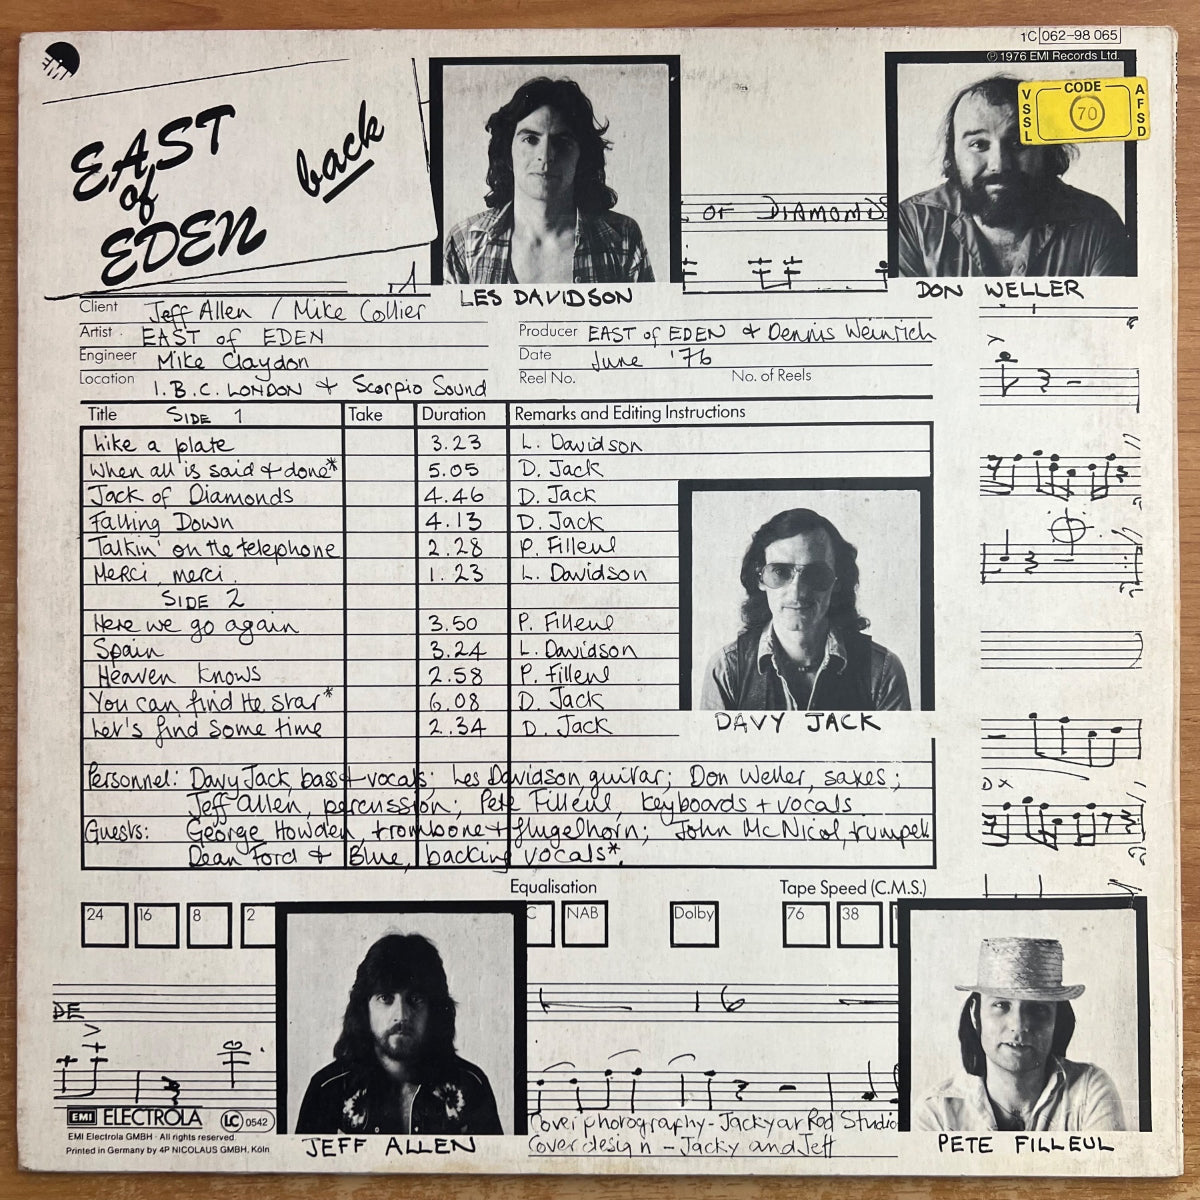 1C 062-98 065
℗ 1976 EMI Records Ltd.
VSSL CODE 70 AFSD
EAST
of
EDEN
back
OF DIAMONDS
LES DAVIDSON
DON WELLER
Client Jeff Allen / Mike Collier
Artist EAST of EDEN
Producer EAST of EDEN & Dennis Weinrich
Engineer Mike Claydon
Date June '76
Location I.B.C. LONDON & Scorpio Sound
Reel No. No. of Reels
Title SIDE 1 Take Duration Remarks and Editing Instructions
Like a plate 3.23 L. Davidson
When all is said & done* 5.05 D. Jack
Jack of Diamonds 4.46 D. Jack
Falling Down 4.13 D. Jack
Talkin' on the telephone 2.28 P. Filleul
Merci, merci. 1.23 L. Davidson
SIDE 2
Here we go again 3.50 P. Filleul
Spain 3.24 L. Davidson
Heaven Knows 2.58 P. Filleul
You can find the star* 6.08 D. Jack
Let's find some time 2.34 D. Jack
DAVY JACK
Personnel: Davy Jack, bass + vocals; Les Davidson, guitar; Don Weller, saxes;
Jeff Allen, percussion; Pete Filleul, keyboards + vocals
Guests: George Howden, trombone + flugelhorn; John McNicol, trumpet
Dean Ford & Blue, backing vocals*.
DX
Equalisation Tape Speed (C.M.S.)
24 16 8 2 C NAB Dolby 76 38
DE
16
EMI ELECTROLA LC 0542
EMI Electrola GMBH · All rights reserved.
Printed in Germany by 4P NICOLAUS GMBH, Köln
JEFF ALLEN
Cover photography - Jacky at Rod Studio
Cover design - Jacky and Jeff
PETE FILLEUL